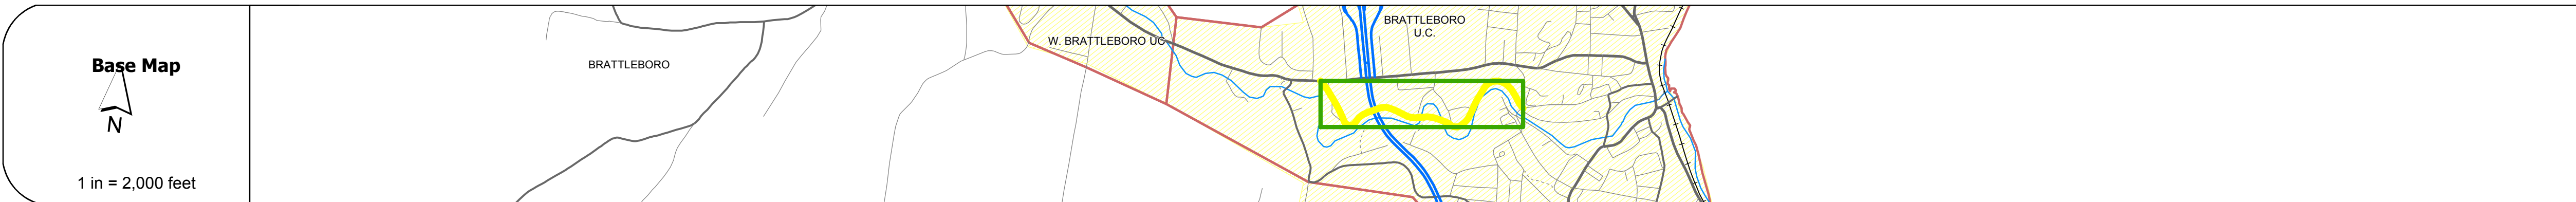 Base Map
N
1 in = 2,000 feet
BRATTLEBORO
W. BRATTLEBORO UC
BRATTLEBORO
U.C.